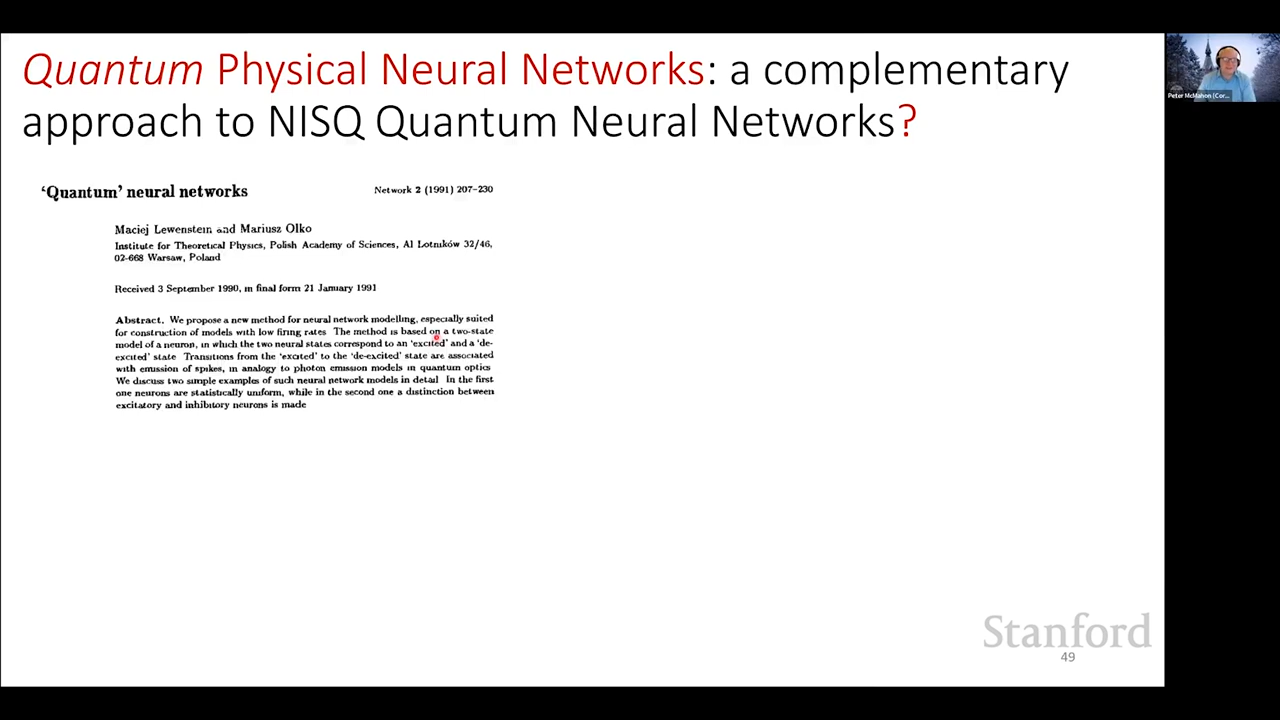 Quantum Physical Neural Networks: a complementary
approach to NISQ Quantum Neural Networks?
Peter McMahon (Cor...
'Quantum' neural networks
Network 2 (1991) 207-230
Maciej Lewenstein and Mariusz Olko
Institute for Theoretical Physics, Polish Academy of Sciences, Al Lotników 32/46,
02-668 Warsaw, Poland
Received 3 September 1990, in final form 21 January 1991
Abstract. We propose a new method for neural network modelling, especially suited
for construction of models with low firing rates The method is based on a two-state
model of a neuron, in which the two neural states correspond to an 'excited' and a 'de-
excited' state Transitions from the 'excited' to the 'de-excited' state are associated
with emission of spikes, in analogy to photon emission models in quantum optics
We discuss two simple examples of such neural network models in detail In the first
one neurons are statistically uniform, while in the second one a distinction between
excitatory and inhibitory neurons is made
Stanford
49